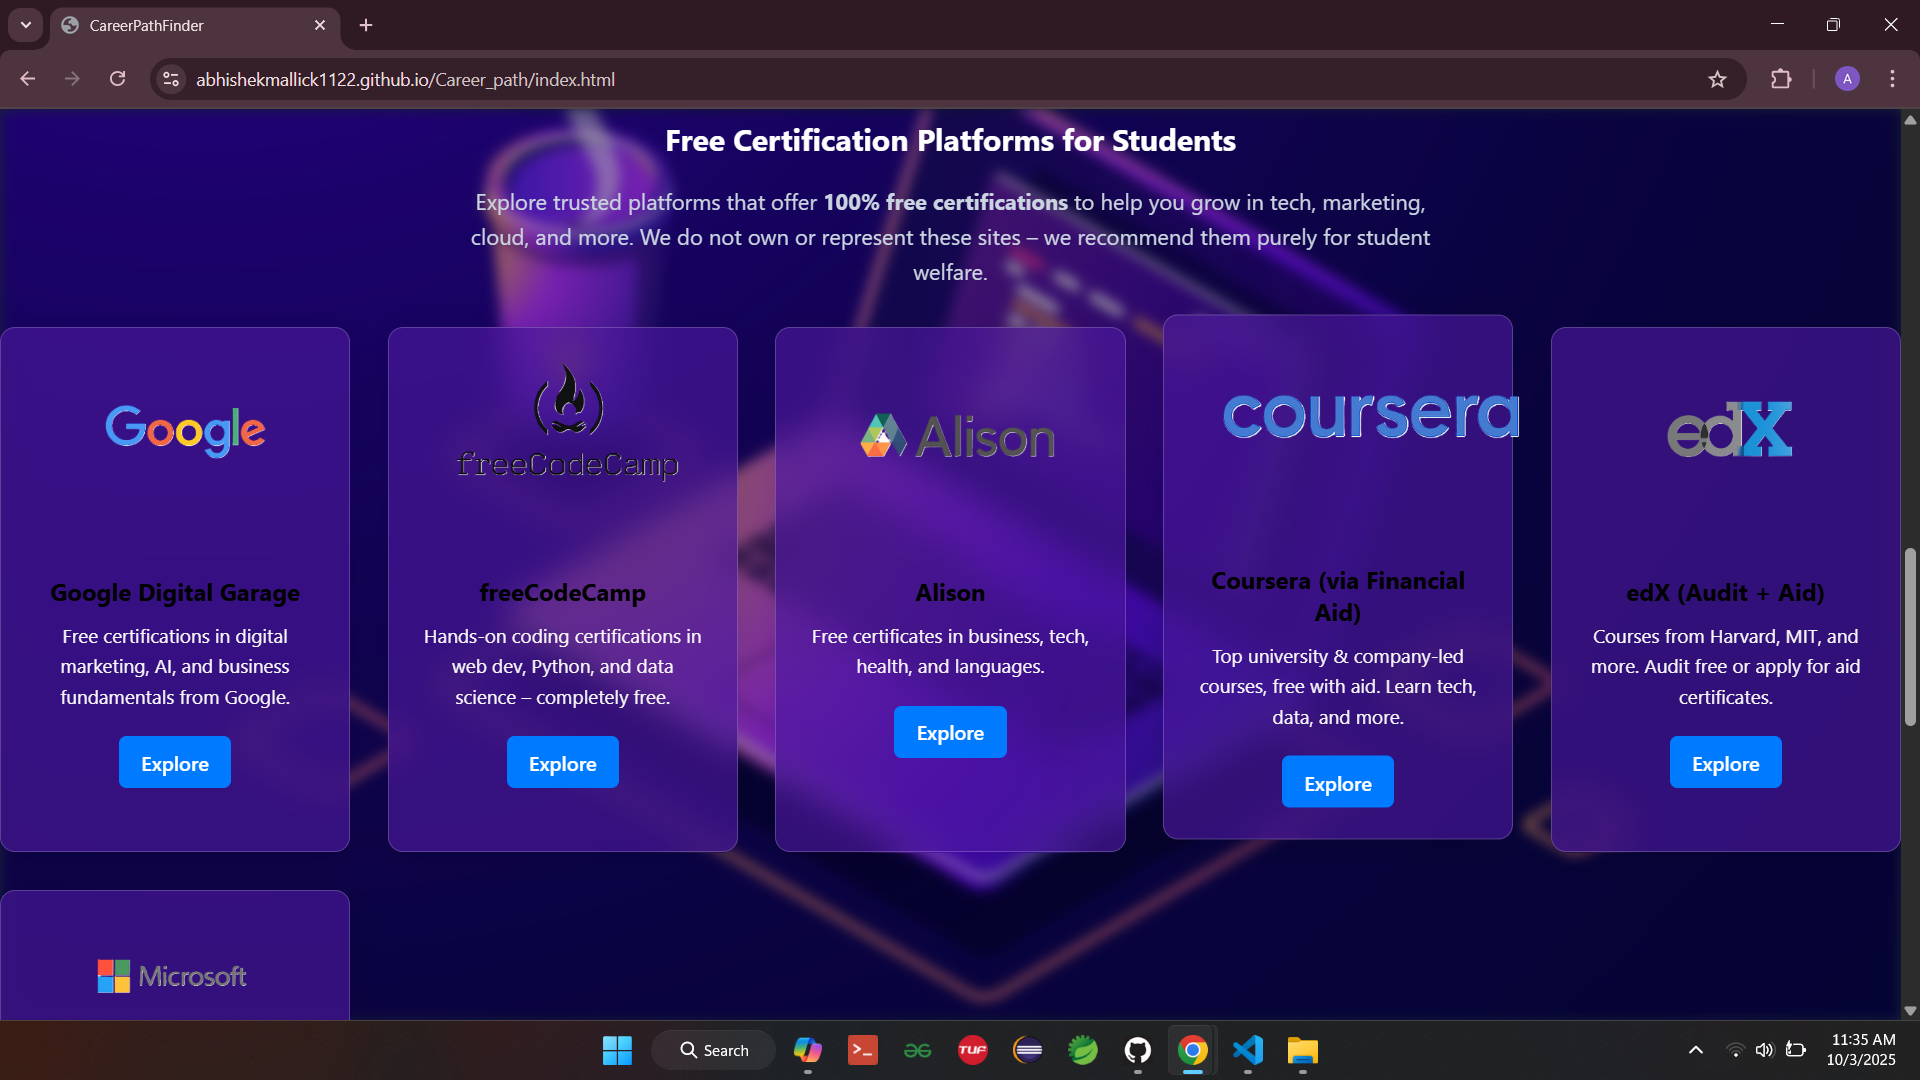 CareerPathFinder
abhishekmallick1122.github.io/Career_path/index.html
A
Free Certification Platforms for Students
Explore trusted platforms that offer 100% free certifications to help you grow in tech, marketing,
cloud, and more. We do not own or represent these sites – we recommend them purely for student
welfare.
Google
Google Digital Garage
Free certifications in digital
marketing, AI, and business
fundamentals from Google.
Explore
freeCodeCamp
freeCodeCamp
Hands-on coding certifications in
web dev, Python, and data
science – completely free.
Explore
Alison
Alison
Free certificates in business, tech,
health, and languages.
Explore
coursera
Coursera (via Financial
Aid)
Top university & company-led
courses, free with aid. Learn tech,
data, and more.
Explore
edX
edX (Audit + Aid)
Courses from Harvard, MIT, and
more. Audit free or apply for aid
certificates.
Explore
Microsoft
Search
TUF
11:35 AM
10/3/2025